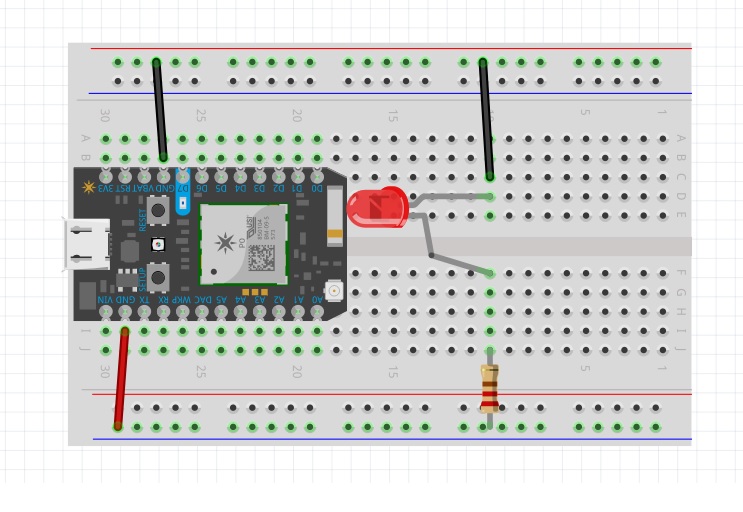 30 25 20 15 10 5 1
A A
B B
C
D
E
F
G
H
I I
J J
3V3 RST VBAT GND D7 D6 D5 D4 D3 D2 D1 D0
RESET
P0
SETUP
VIN GND TX RX WKP DAC A5 A4 A3 A2 A1 A0
30 25 20 15 5 1